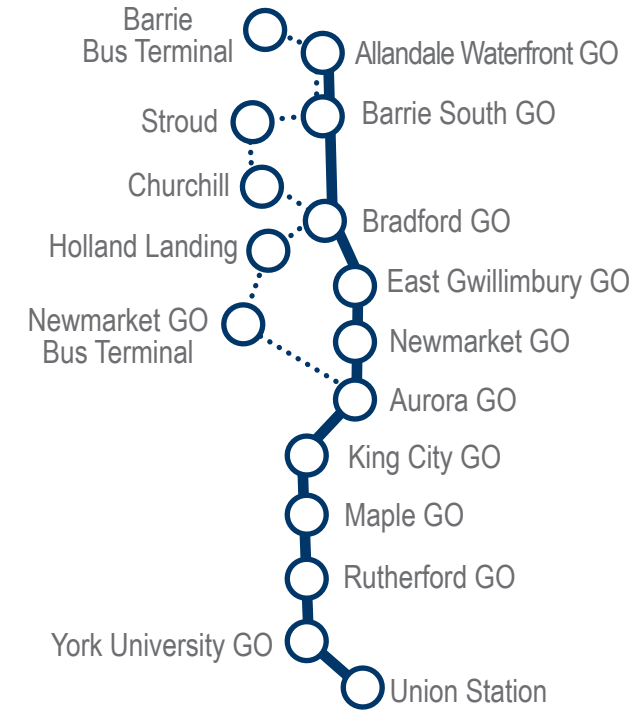 Barrie
Bus Terminal
Allandale Waterfront GO
Barrie South GO
Stroud
Churchill
Bradford GO
Holland Landing
East Gwillimbury GO
Newmarket GO
Bus Terminal
Newmarket GO
Aurora GO
King City GO
Maple GO
Rutherford GO
York University GO
Union Station